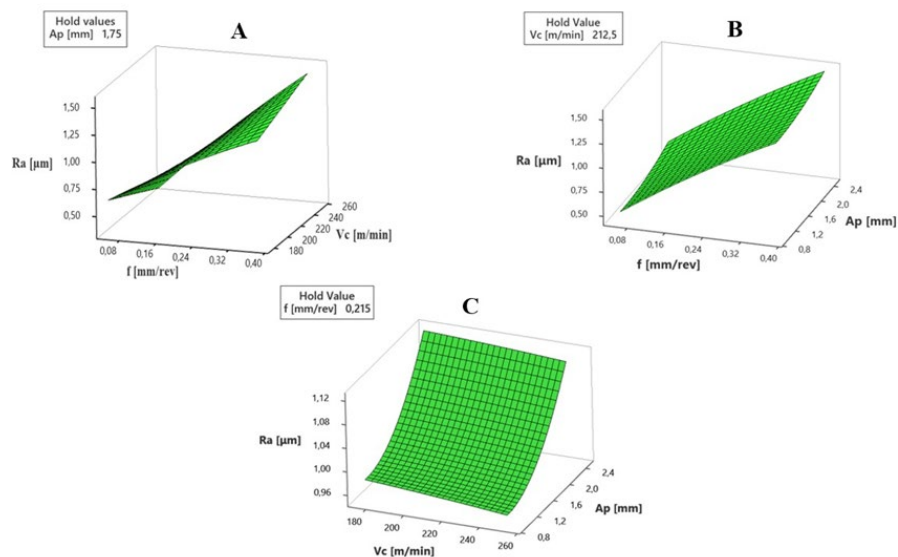 Hold values
Ap [mm] 1,75
A
1,50
1,25
Ra [µm] 1,00
0,75
0,50
0,08
0,16
0,24
0,32
0,40
f [mm/rev]
180
200
220
240
260
Vc [m/min]
Hold Value
Vc [m/min] 212,5
B
1,50
1,25
Ra [µm]
1,00
0,75
0,50
0,08
0,16
0,24
0,32
0,40
f [mm/rev]
0,8
1,2
1,6
2,0
2,4
Ap [mm]
Hold Value
f [mm/rev] 0,215
C
1,12
1,08
Ra [µm]
1,04
1,00
0,96
180
200
220
240
260
Vc [m/min]
0,8
1,2
1,6
2,0
2,4
Ap [mm]